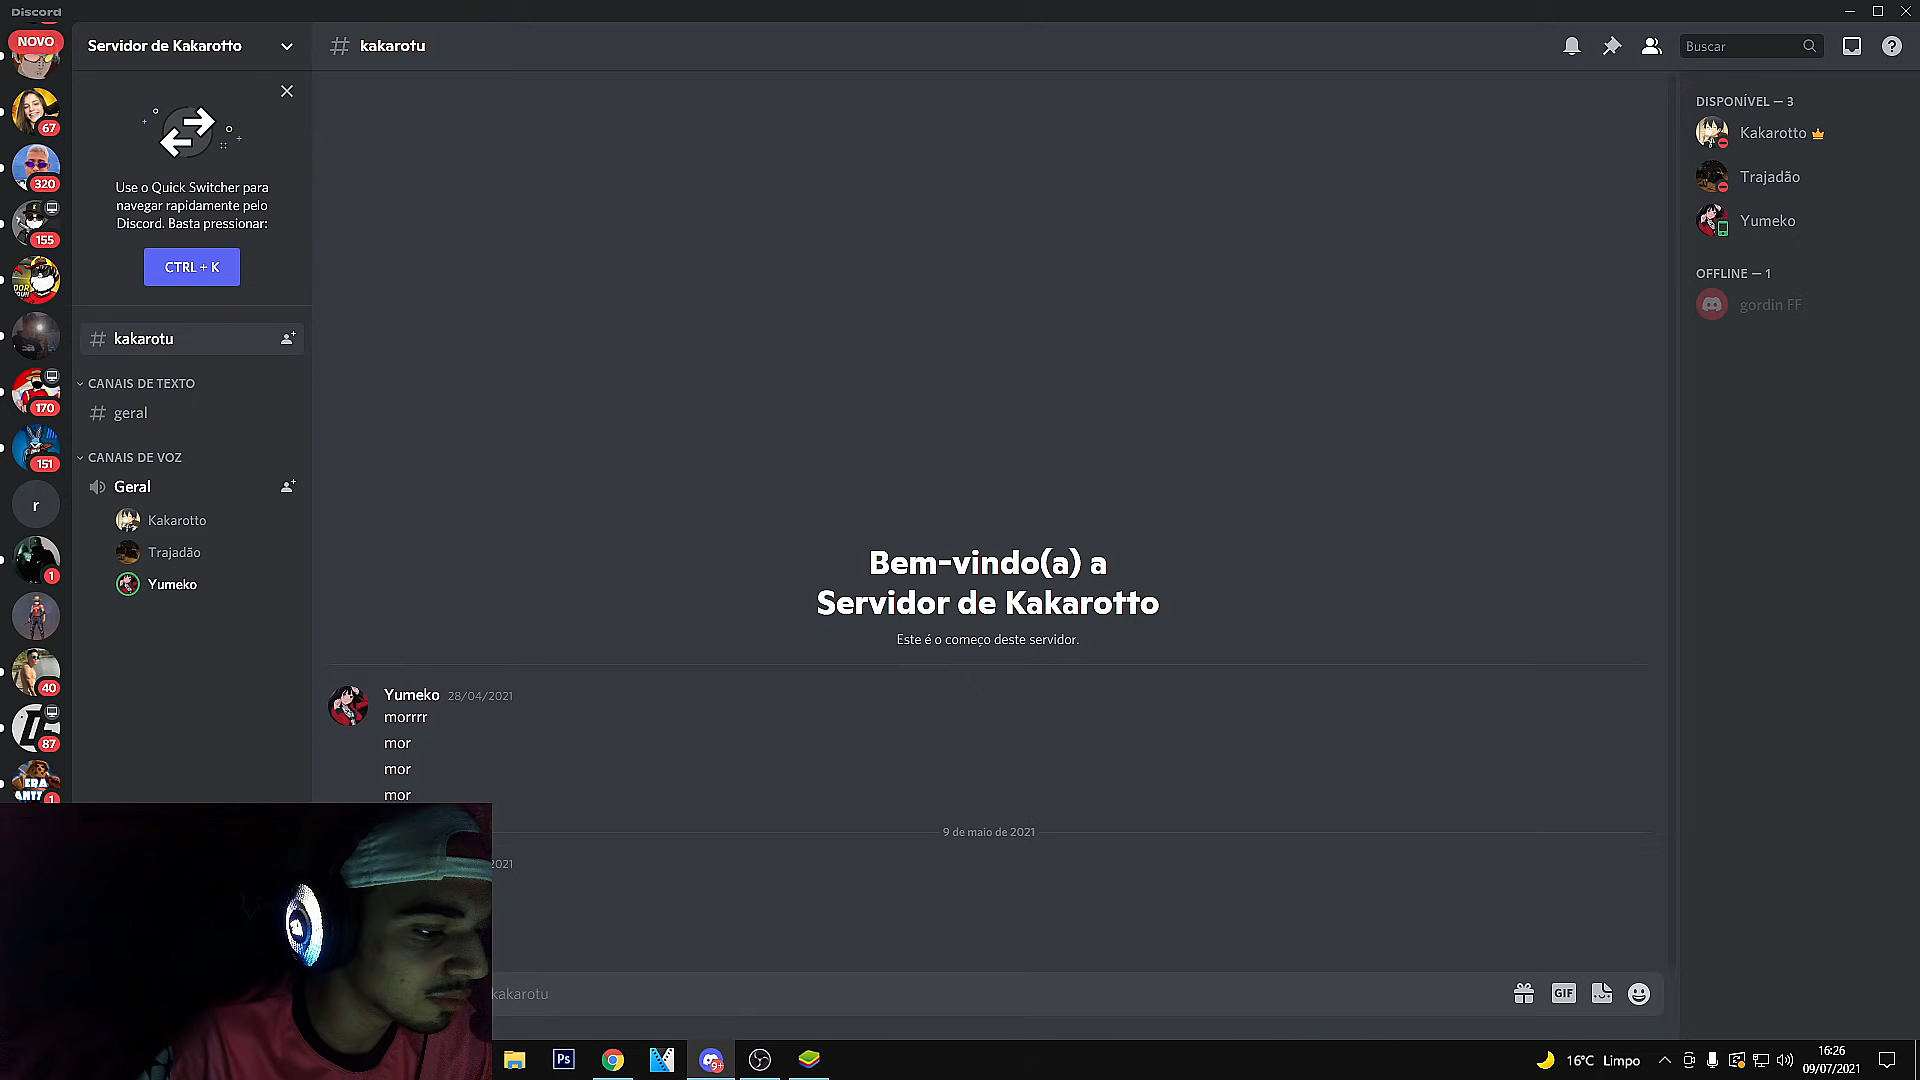 Discord
NOVO
67
320
155
170
151
r
1
40
87
1
Servidor de Kakarotto
Use o Quick Switcher para
navegar rapidamente pelo
Discord. Basta pressionar:
CTRL + K
kakarotu
CANAIS DE TEXTO
geral
CANAIS DE VOZ
Geral
Kakarotto
Trajadão
Yumeko
# kakarotu
Buscar
Bem-vindo(a) a
Servidor de Kakarotto
Este é o começo deste servidor.
Yumeko 28/04/2021
morrrr
mor
mor
mor
9 de maio de 2021
2021
kakarotu
GIF
DISPONÍVEL — 3
Kakarotto
Trajadão
Yumeko
OFFLINE — 1
gordin FF
Ps
9+
16°C Limpo
16:26
09/07/2021